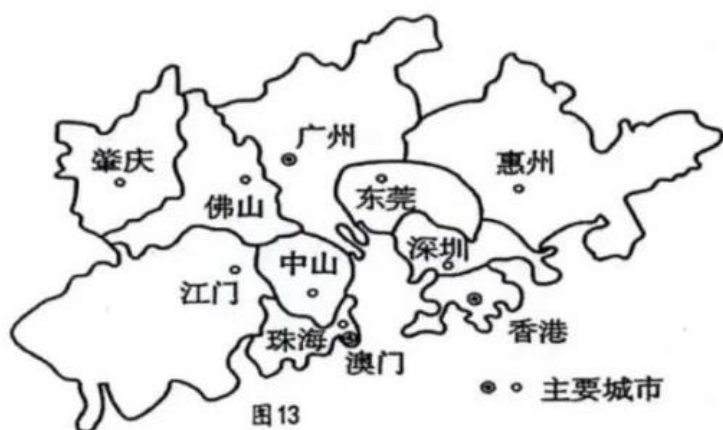 广州
肇庆
惠州
东莞
佛山
深圳
中山
江门
香港
珠海
澳门
主要城市
图13